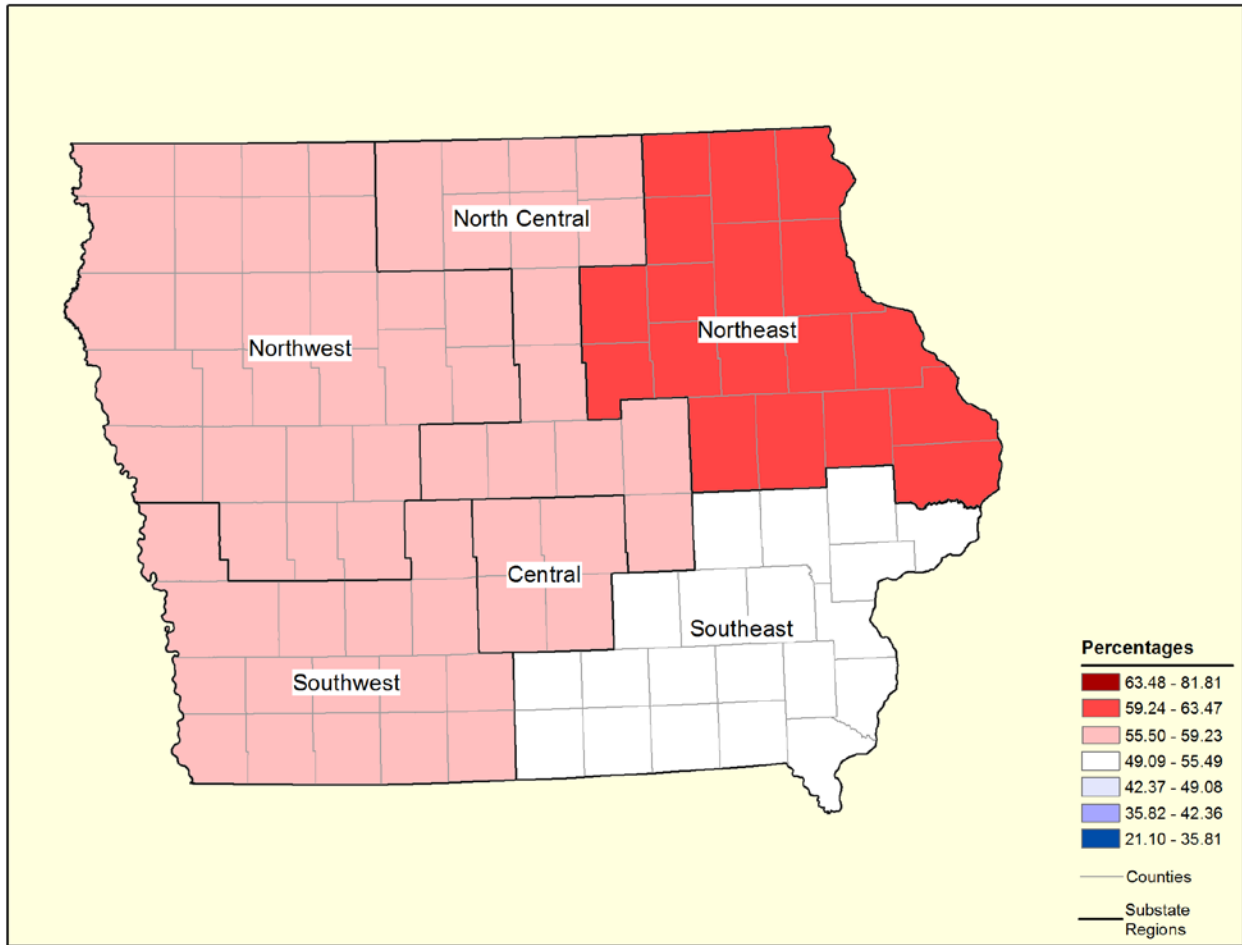 North Central
Northeast
Northwest
Central
Southeast
Southwest
Percentages
63.48 - 81.81
59.24 - 63.47
55.50 - 59.23
49.09 - 55.49
42.37 - 49.08
35.82 - 42.36
21.10 - 35.81
Counties
Substate
Regions